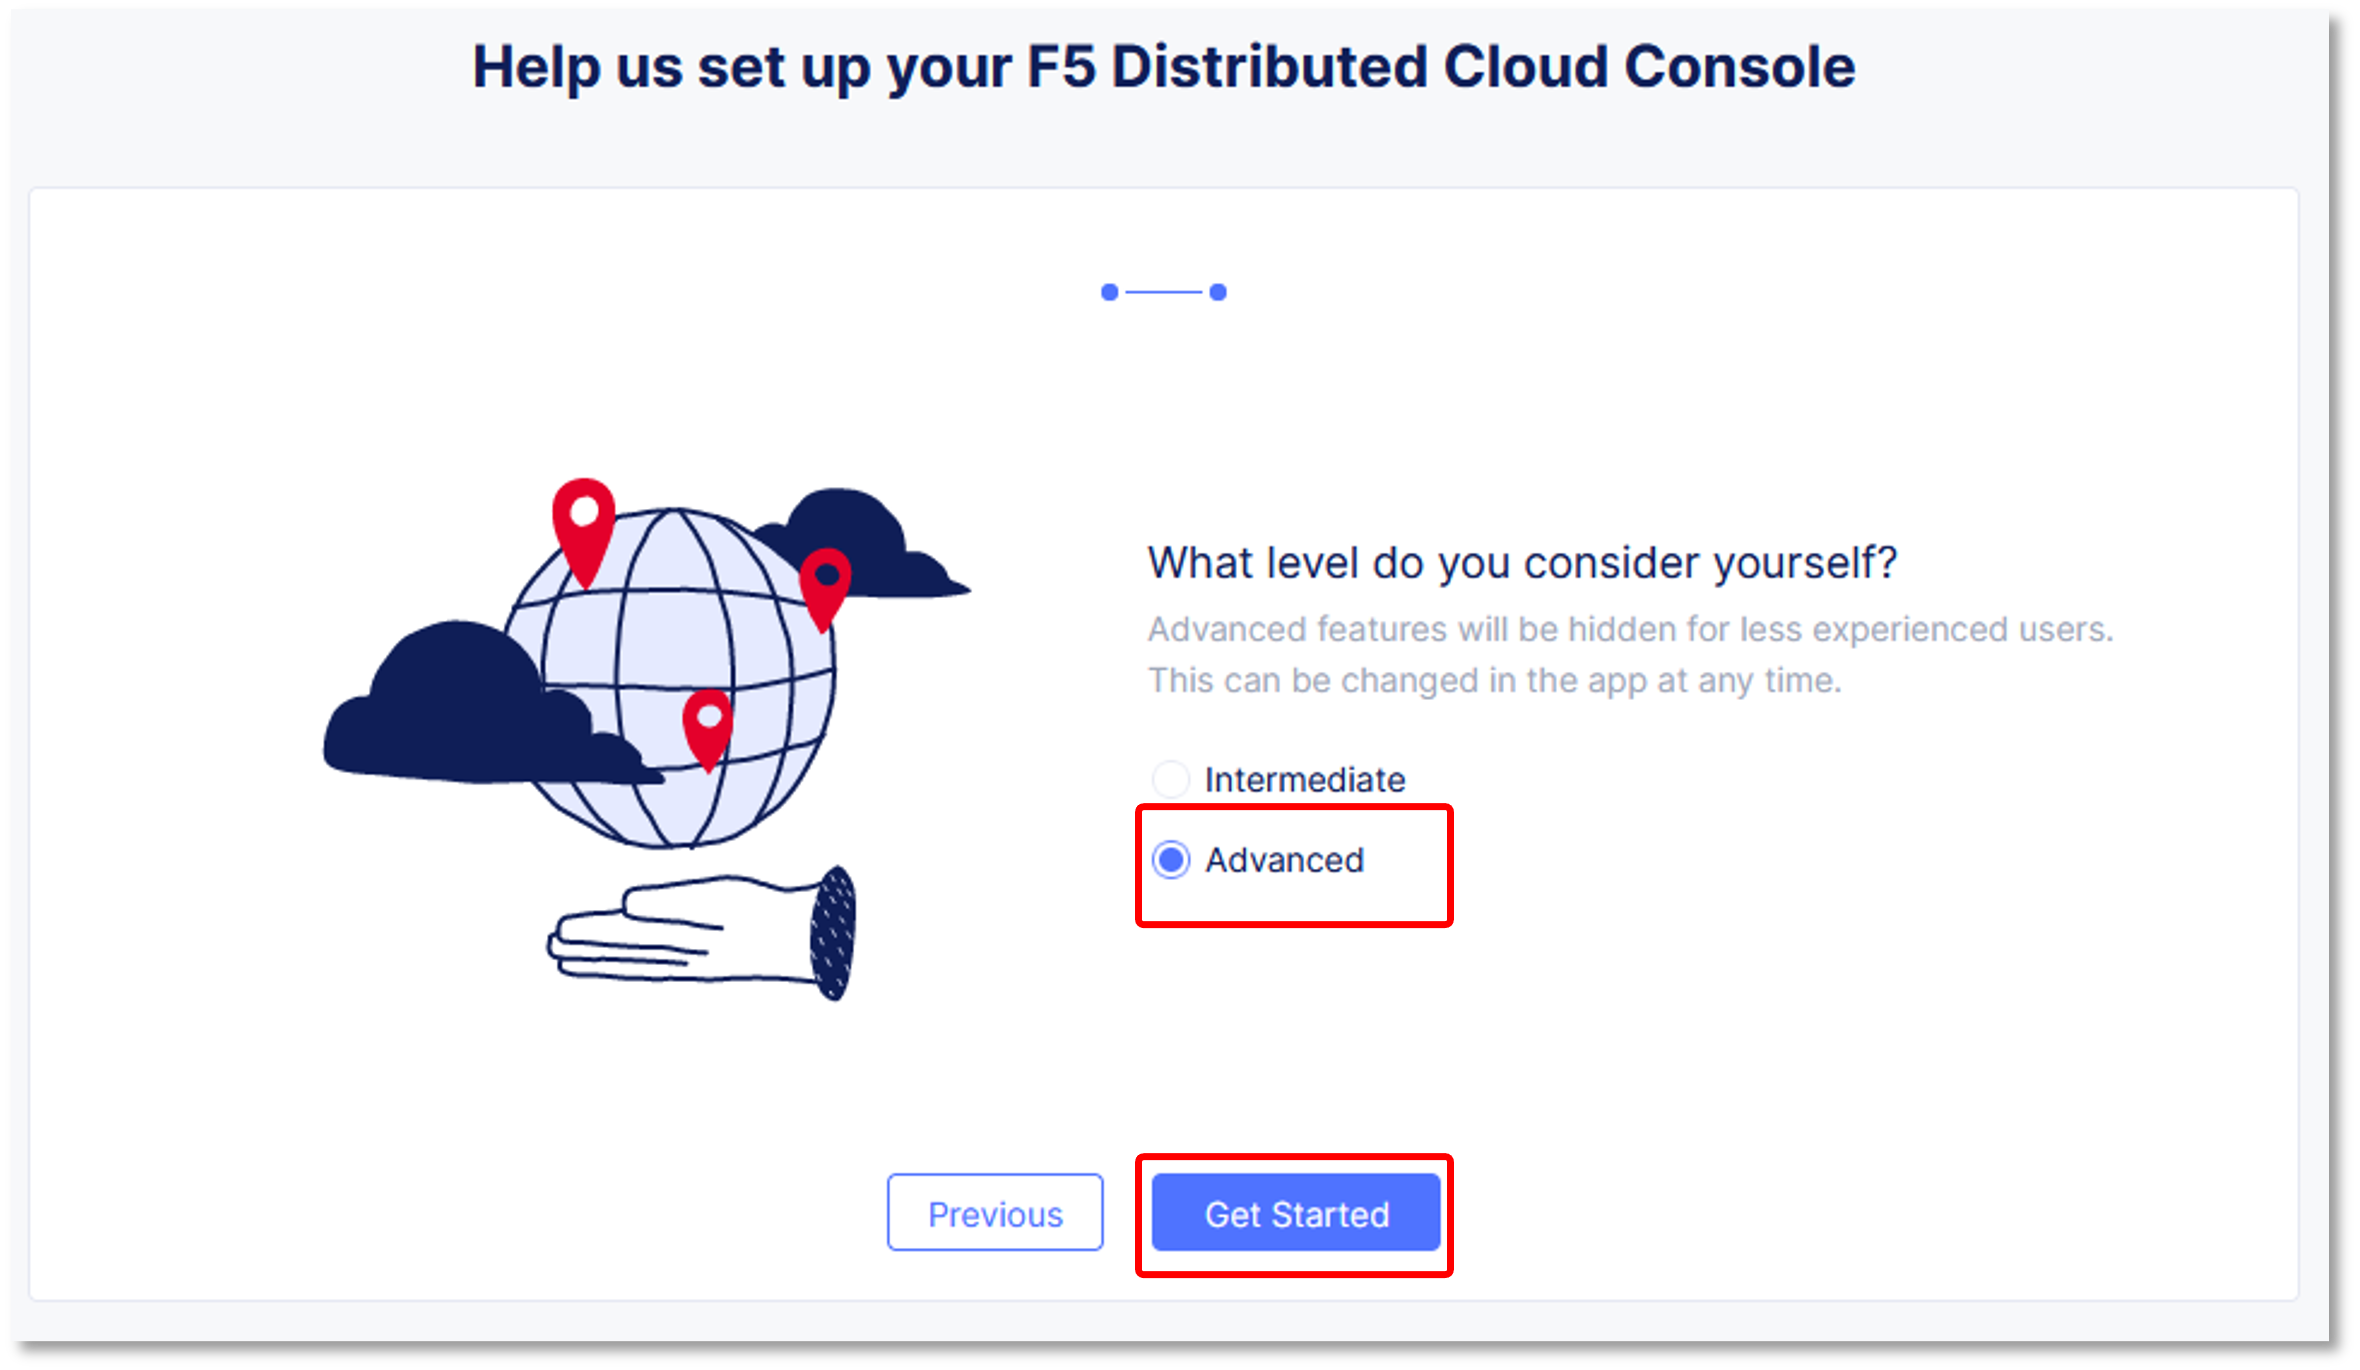 Help us set up your F5 Distributed Cloud Console
What level do you consider yourself?
Advanced features will be hidden for less experienced users.
This can be changed in the app at any time.
Intermediate
Advanced
Previous
Get Started